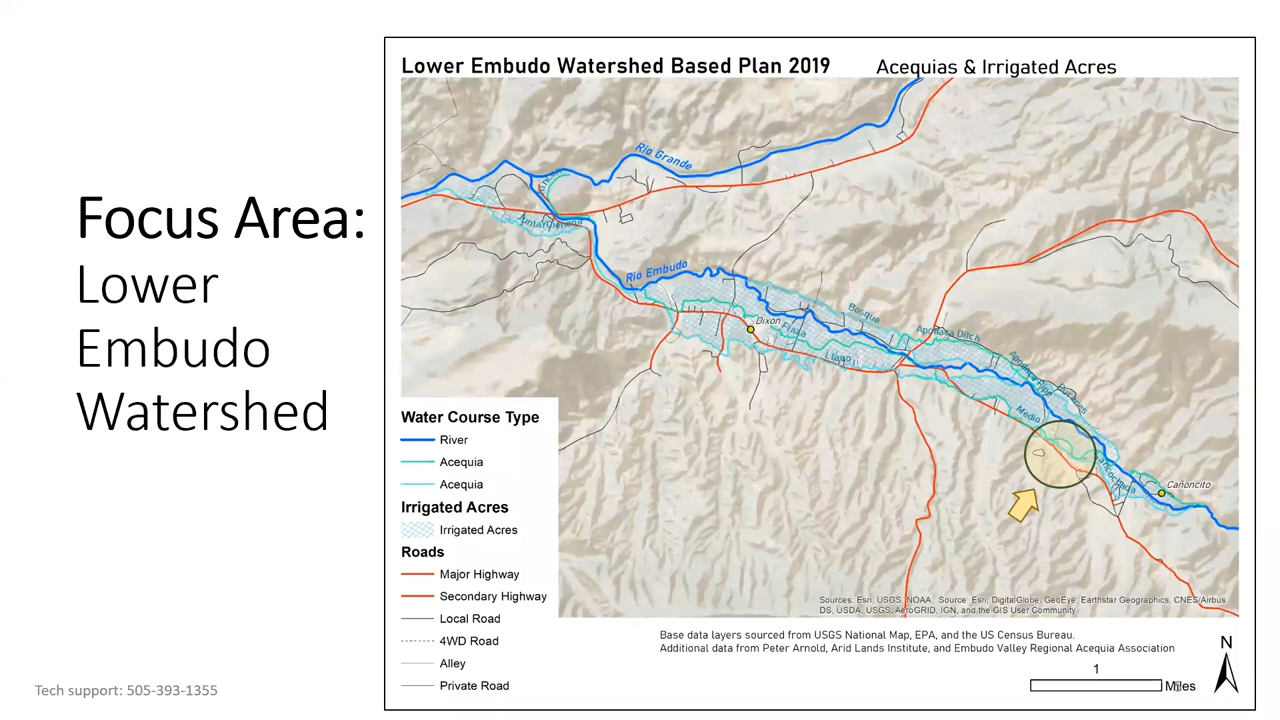 Focus Area:
Lower
Embudo
Watershed
Tech support: 505-393-1355
Lower Embudo Watershed Based Plan 2019
Acequias & Irrigated Acres
Rio Grande
Rio Embudo
Dixon
Plaza
Llano
Bosque
Apodaca Ditch
Apodaca Pipe
Medio
Cañoncito
Water Course Type
River
Acequia
Acequia
Irrigated Acres
Irrigated Acres
Roads
Major Highway
Secondary Highway
Local Road
4WD Road
Alley
Private Road
Sources: Esri, USGS, NOAA. Source: Esri, DigitalGlobe, GeoEye, Earthstar Geographics, CNES/Airbus
DS, USDA, USGS, AeroGRID, IGN, and the GIS User Community
Base data layers sourced from USGS National Map, EPA, and the US Census Bureau.
Additional data from Peter Arnold, Arid Lands Institute, and Embudo Valley Regional Acequia Association
N
1
Miles